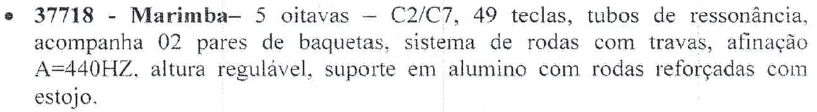 • 37718 - Marimba– 5 oitavas – C2/C7, 49 teclas, tubos de ressonância,
acompanha 02 pares de baquetas, sistema de rodas com travas, afinação
A=440HZ, altura regulável, suporte em alumino com rodas reforçadas com
estojo.